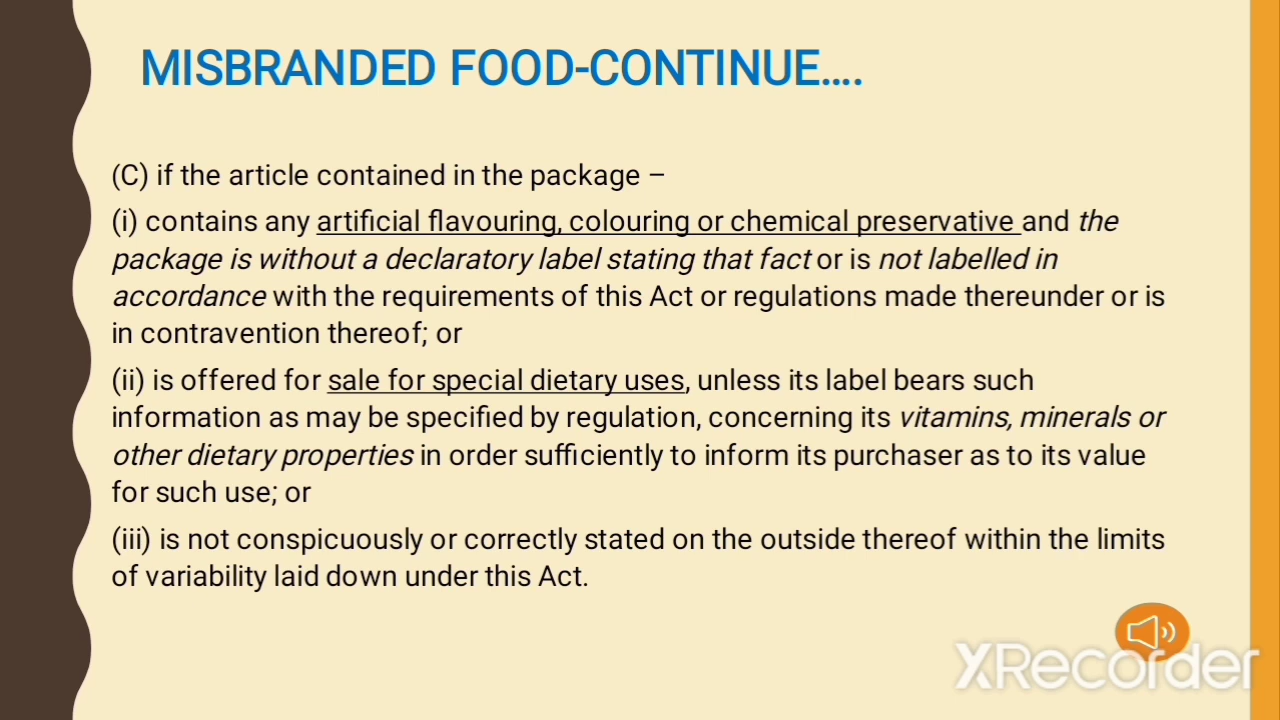 MISBRANDED FOOD-CONTINUE....
(C) if the article contained in the package –
(i) contains any artificial flavouring, colouring or chemical preservative and the
package is without a declaratory label stating that fact or is not labelled in
accordance with the requirements of this Act or regulations made thereunder or is
in contravention thereof; or
(ii) is offered for sale for special dietary uses, unless its label bears such
information as may be specified by regulation, concerning its vitamins, minerals or
other dietary properties in order sufficiently to inform its purchaser as to its value
for such use; or
(iii) is not conspicuously or correctly stated on the outside thereof within the limits
of variability laid down under this Act.
XRecorder